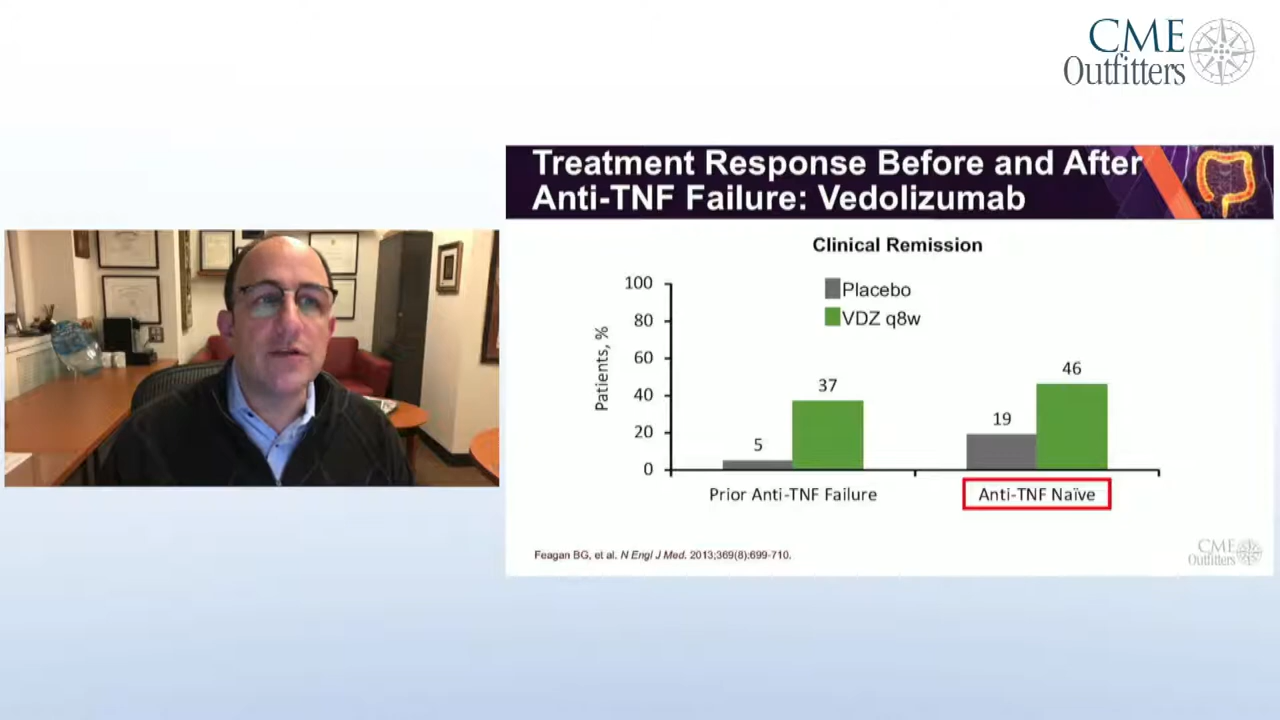 CME
Outfitters
Treatment Response Before and After
Anti-TNF Failure: Vedolizumab
Clinical Remission
Placebo
VDZ q8w
Patients, %
100
80
60
40
20
0
5
37
19
46
Prior Anti-TNF Failure
Anti-TNF Naïve
Feagan BG, et al. N Engl J Med. 2013;369(8):699-710.
CME
Outfitters